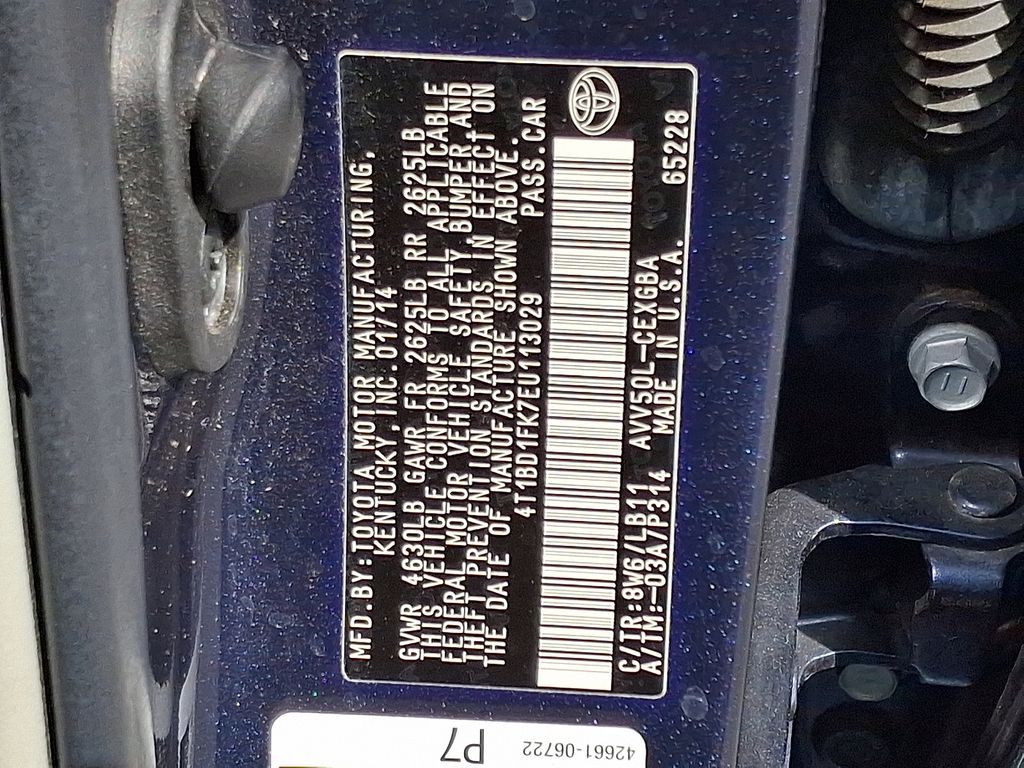 MFD.BY:TOYOTA MOTOR MANUFACTURING,
KENTUCKY,INC.01/14
GVWR 4630LB GAWR FR 2625LB RR 2625LB
THIS VEHICLE CONFORMS TO ALL APPLICABLE
FEDERAL MOTOR VEHICLE SAFETY,BUMPER,AND
THEFT PREVENTION STANDARDS IN EFFECT ON
THE DATE OF MANUFACTURE SHOWN ABOVE.
4T1BD1FK7EU113029 PASS.CAR
C/TR:8W6/LB11 AVV50L-CEXGBA
A/TM:-03A/P314 MADE IN U.S.A. 65228
P7
42661-06722